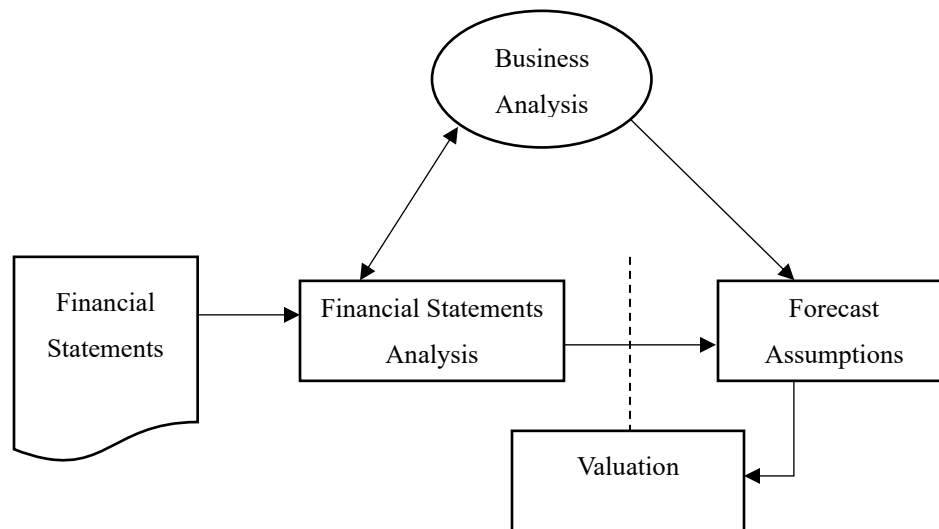 Business
Analysis
Financial
Statements
Financial Statements
Analysis
Forecast
Assumptions
Valuation